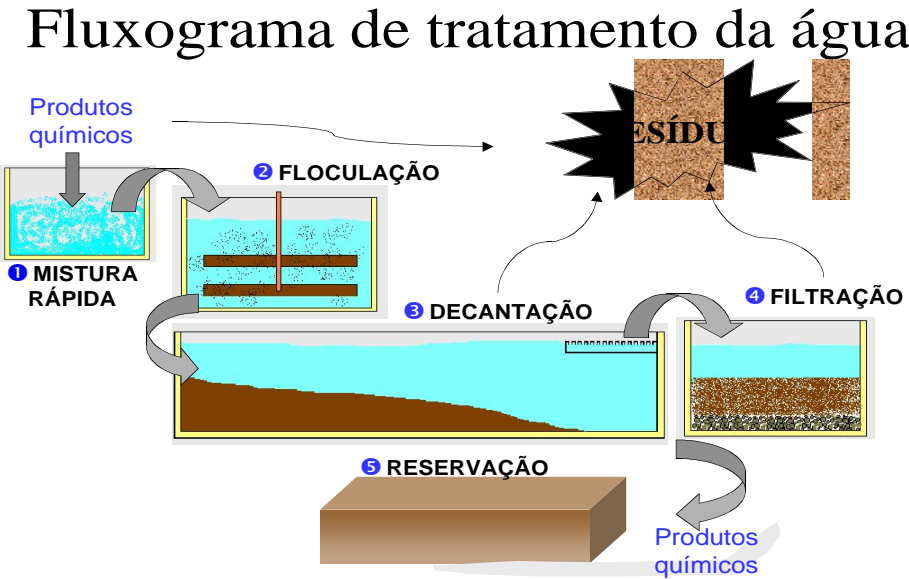 Fluxograma de tratamento da água
Produtos
químicos
ESÍDU
❷ FLOCULAÇÃO
❶ MISTURA
RÁPIDA
❸ DECANTAÇÃO
❹ FILTRAÇÃO
❺ RESERVAÇÃO
Produtos
químicos